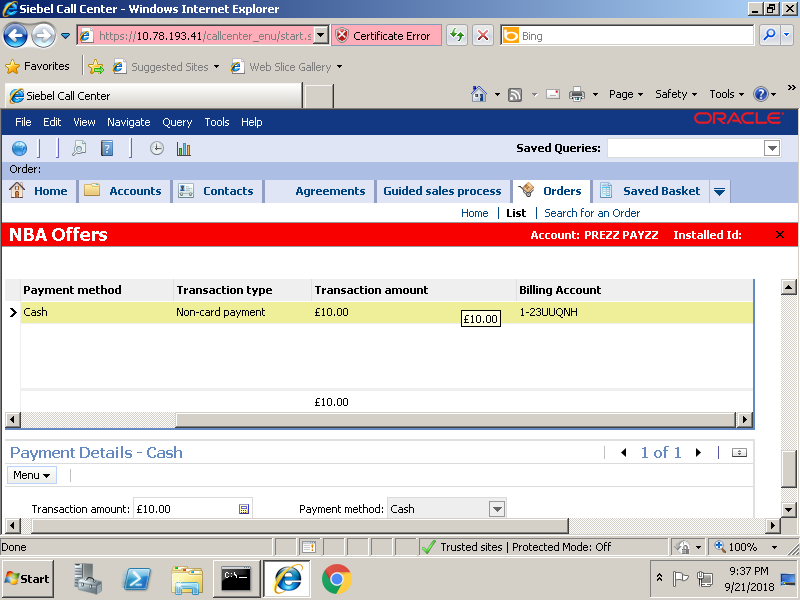 Siebel Call Center - Windows Internet Explorer
https://10.78.193.41/callcenter_enu/start.s
Certificate Error
Bing
Favorites
Suggested Sites
Web Slice Gallery
Siebel Call Center
Page
Safety
Tools
»
File Edit View Navigate Query Tools Help
ORACLE
Saved Queries:
Order:
Home Accounts Contacts Agreements Guided sales process Orders Saved Basket
Home | List | Search for an Order
NBA Offers Account: PREZZ PAYZZ Installed Id:
Payment method Transaction type Transaction amount Billing Account
Cash Non-card payment £10.00 1-23UUQNH
£10.00
£10.00
Payment Details - Cash 1 of 1
Menu
Transaction amount: £10.00 Payment method: Cash
Done Trusted sites | Protected Mode: Off 100%
Start C:\. 9:37 PM
9/21/2018